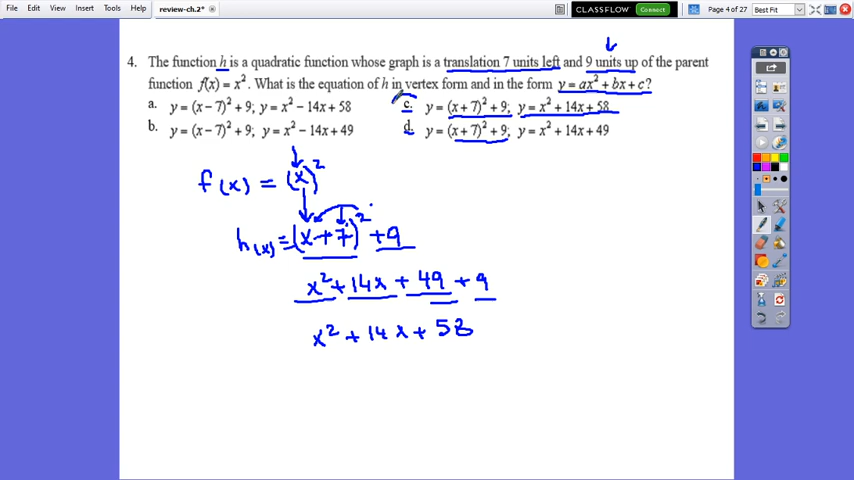 File Edit View Insert Tools Help review-ch.2* CLASSFLOW Connect Page 4 of 27 Best Fit
4. The function h is a quadratic function whose graph is a translation 7 units left and 9 units up of the parent
function f(x) = x². What is the equation of h in vertex form and in the form y = ax² + bx + c?
a. y = (x − 7)² + 9; y = x² − 14x + 58 c. y = (x + 7)² + 9; y = x² + 14x + 58
b. y = (x − 7)² + 9; y = x² − 14x + 49 d. y = (x + 7)² + 9; y = x² + 14x + 49
f(x) = (x)²
h(x) = (x + 7)² + 9
x² + 14x + 49 + 9
x² + 14x + 58